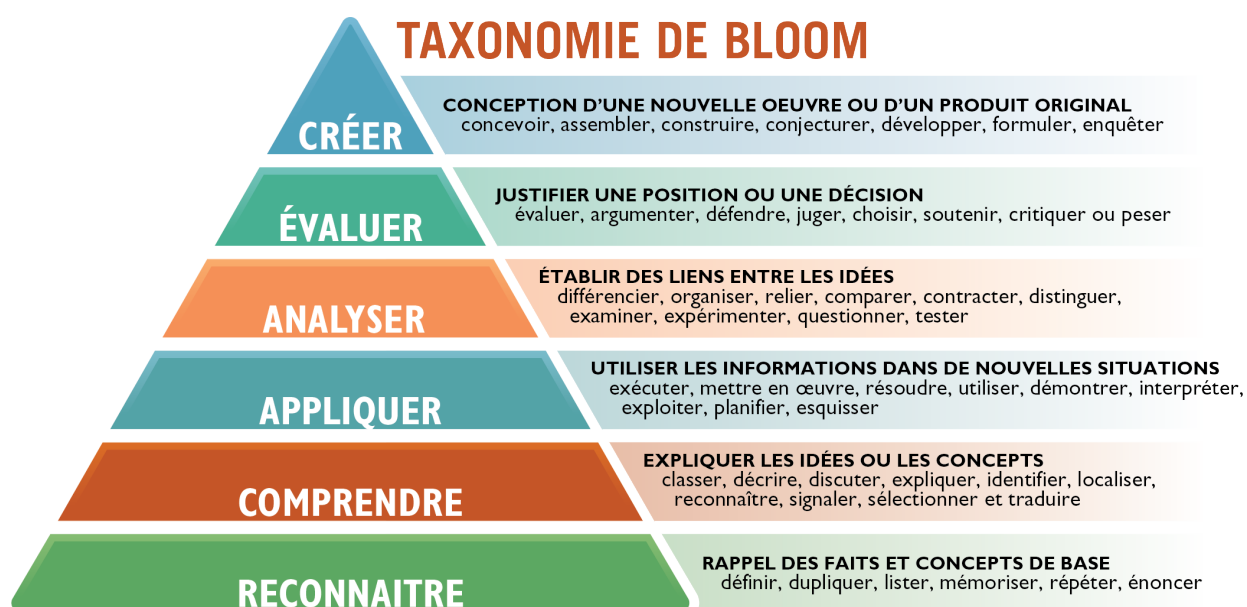 TAXONOMIE DE BLOOM
CRÉER
CONCEPTION D'UNE NOUVELLE OEUVRE OU D'UN PRODUIT ORIGINAL
concevoir, assembler, construire, conjecturer, développer, formuler, enquêter
ÉVALUER
JUSTIFIER UNE POSITION OU UNE DÉCISION
évaluer, argumenter, défendre, juger, choisir, soutenir, critiquer ou peser
ANALYSER
ÉTABLIR DES LIENS ENTRE LES IDÉES
différencier, organiser, relier, comparer, contracter, distinguer,
examiner, expérimenter, questionner, tester
APPLIQUER
UTILISER LES INFORMATIONS DANS DE NOUVELLES SITUATIONS
exécuter, mettre en œuvre, résoudre, utiliser, démontrer, interpréter,
exploiter, planifier, esquisser
COMPRENDRE
EXPLIQUER LES IDÉES OU LES CONCEPTS
classer, décrire, discuter, expliquer, identifier, localiser,
reconnaître, signaler, sélectionner et traduire
RECONNAITRE
RAPPEL DES FAITS ET CONCEPTS DE BASE
définir, dupliquer, lister, mémoriser, répéter, énoncer